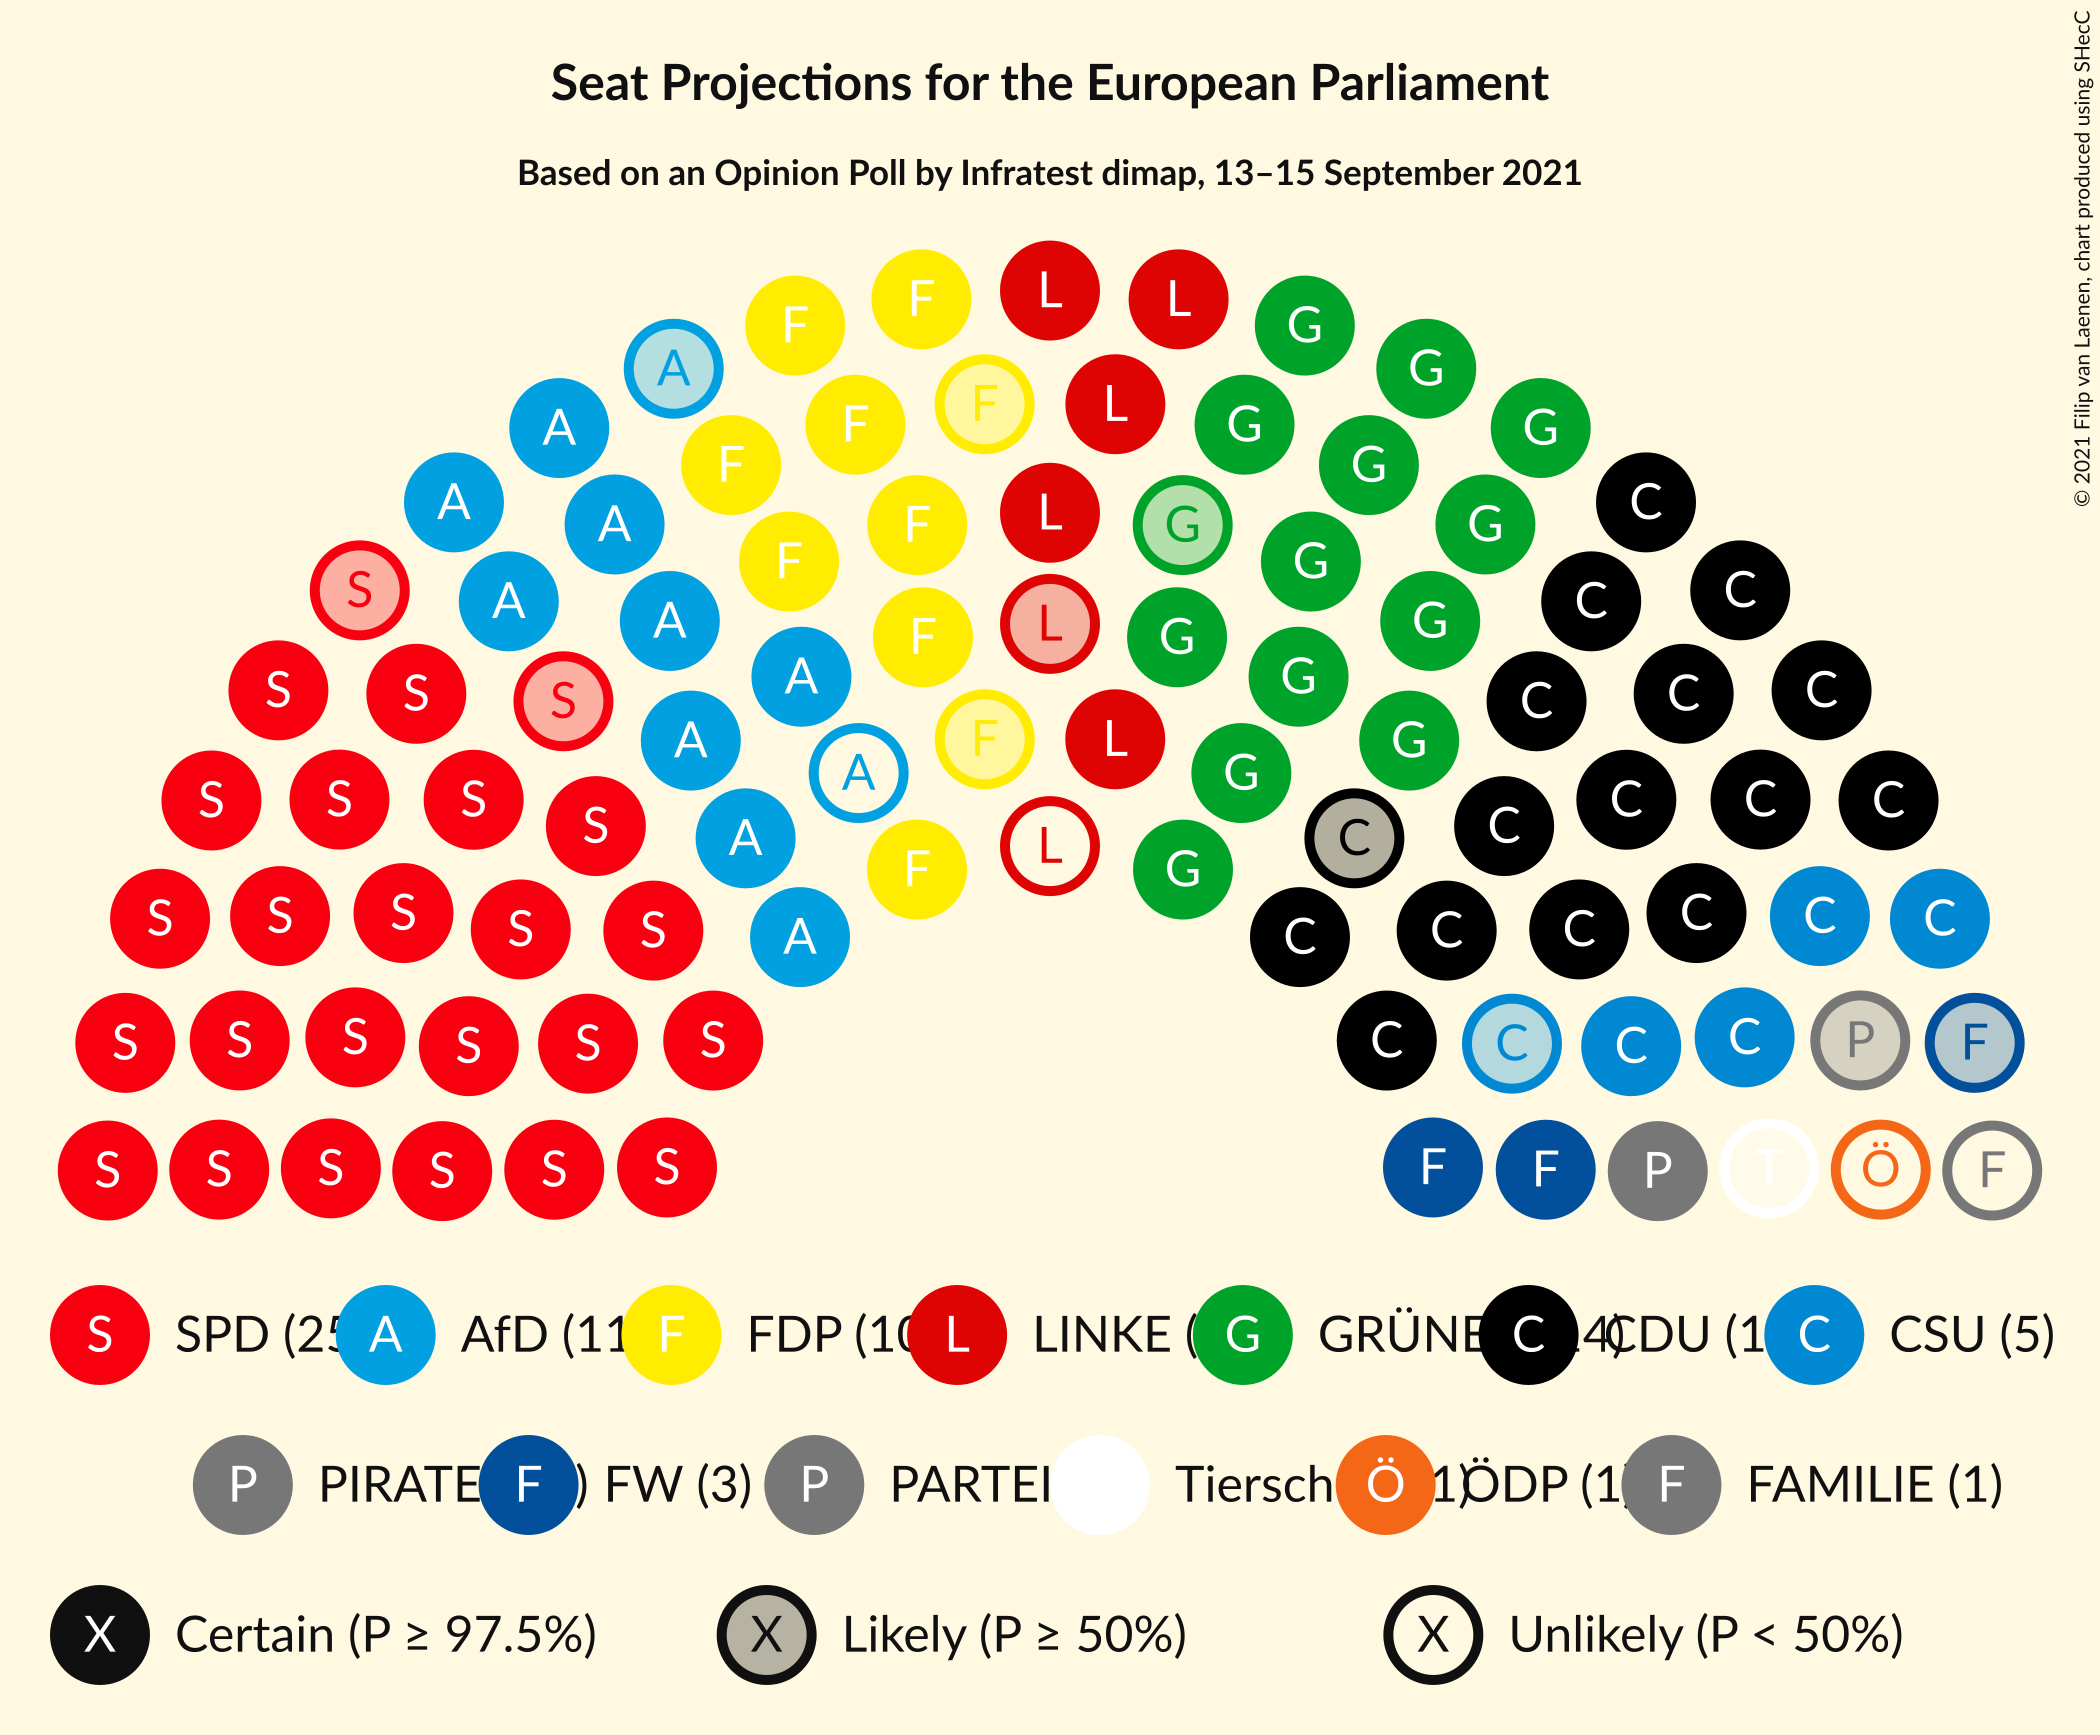 Seat Projections for the European Parliament
Based on an Opinion Poll by Infratest dimap, 13–15 September 2021
© 2021 Filip van Laenen, chart produced using SHecC
F L L
F G
A G
F L
A F G G
F G
A L C
A F G G
F G
S A C C
A L G
F G
A G
S S S C C C
A F L G
A G
S S S S C C C C
A L C
F G
S S S S S A C C C C C C
S S S S S S C C C C P F
S S S S S S F F P T Ö F
S SPD (25 A AfD (11 F FDP (10 L LINKE ( G GRÜNE C 4) CDU (1 C CSU (5)
P PIRATE F ) FW (3) P PARTEI Tiersch Ö 1) ÖDP (1) F FAMILIE (1)
X Certain (P ≥ 97.5%) X Likely (P ≥ 50%) X Unlikely (P < 50%)